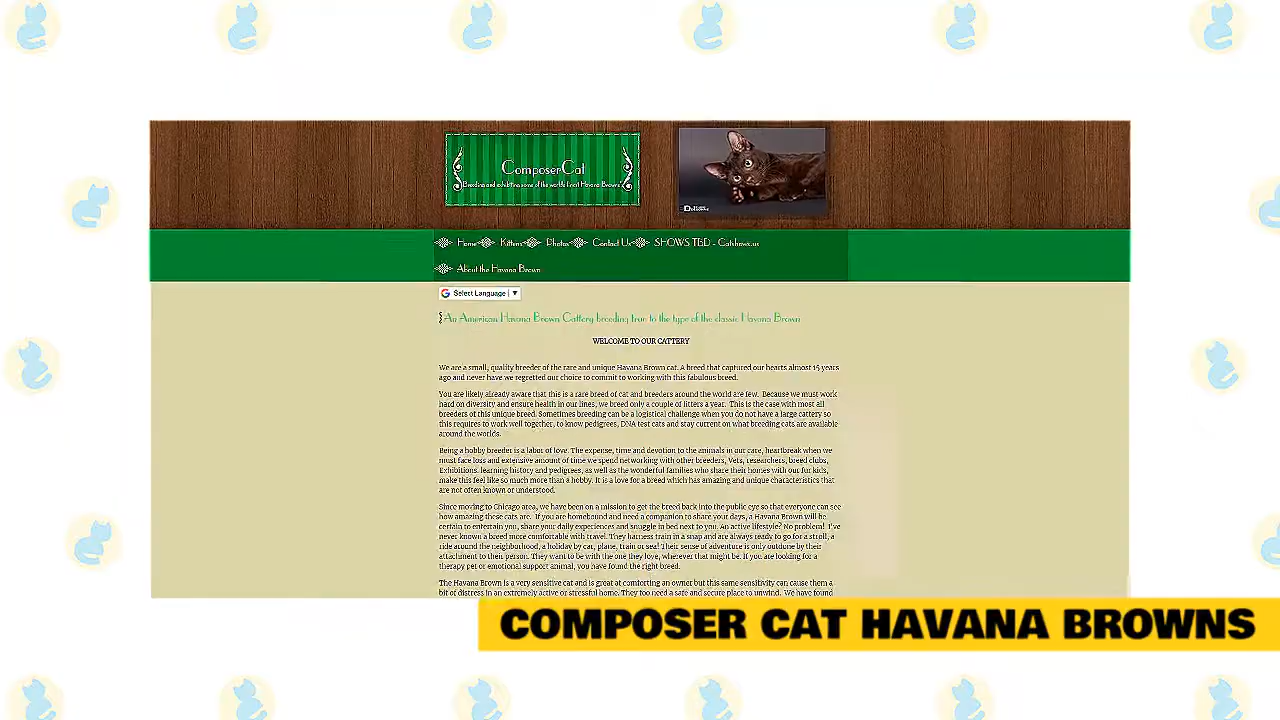 ComposerCat
Breeding and exhibiting some of the worlds finest Havana Browns
Home Kittens Photos Contact Us SHOWS TED - Catshows.us
About the Havana Brown
Select Language ▼
An American Havana Brown Cattery breeding true to the type of the classic Havana Brown
WELCOME TO OUR CATTERY
We are a small, quality breeder of the rare and unique Havana Brown cat. A breed that captured our hearts almost 15 years
ago and never have we regretted our choice to commit to working with this fabulous breed.
You are likely already aware that this is a rare breed of cat and breeders around the world are few. Because we must work
hard on diversity and ensure health in our lines, we breed only a couple of litters a year. This is the case with most all
breeders of this unique breed. Sometimes breeding can be a logistical challenge when you do not have a large cattery so
this requires to work well together, to know pedigrees, DNA test cats and stay current on what breeding cats are available
around the worlds.
Being a hobby breeder is a labor of love. The expense, time and devotion to the animals in our care, heartbreak when we
must face loss and extensive amount of time we spend networking with other breeders, Vets, researchers, breed clubs,
Exhibitions, learning history and pedigrees, as well as the wonderful families who share their homes with our fur kids,
make this feel like so much more than a hobby. It is a love for a breed which has amazing and unique characteristics that
are not often known or understood.
Since moving to Chicago area, we have been on a mission to get the breed back into the public eye so that everyone can see
how amazing these cats are. If you are homebound and need a companion to share your days, a Havana Brown will be
certain to entertain you, share your daily experiences and snuggle in bed next to you. An active lifestyle? No problem! I've
never known a breed more comfortable with travel. They harness train in a snap and are always ready to go for a stroll, a
ride around the neighborhood, a holiday by car, plane, train or sea! Their sense of adventure is only outdone by their
attachment to their person. They want to be with the one they love, wherever that might be. If you are looking for a
therapy pet or emotional support animal, you have found the right breed.
The Havana Brown is a very sensitive cat and is great at comforting an owner but this same sensitivity can cause them a
bit of distress in an extremely active or stressful home. They too need a safe and secure place to unwind. We have found
COMPOSER CAT HAVANA BROWNS